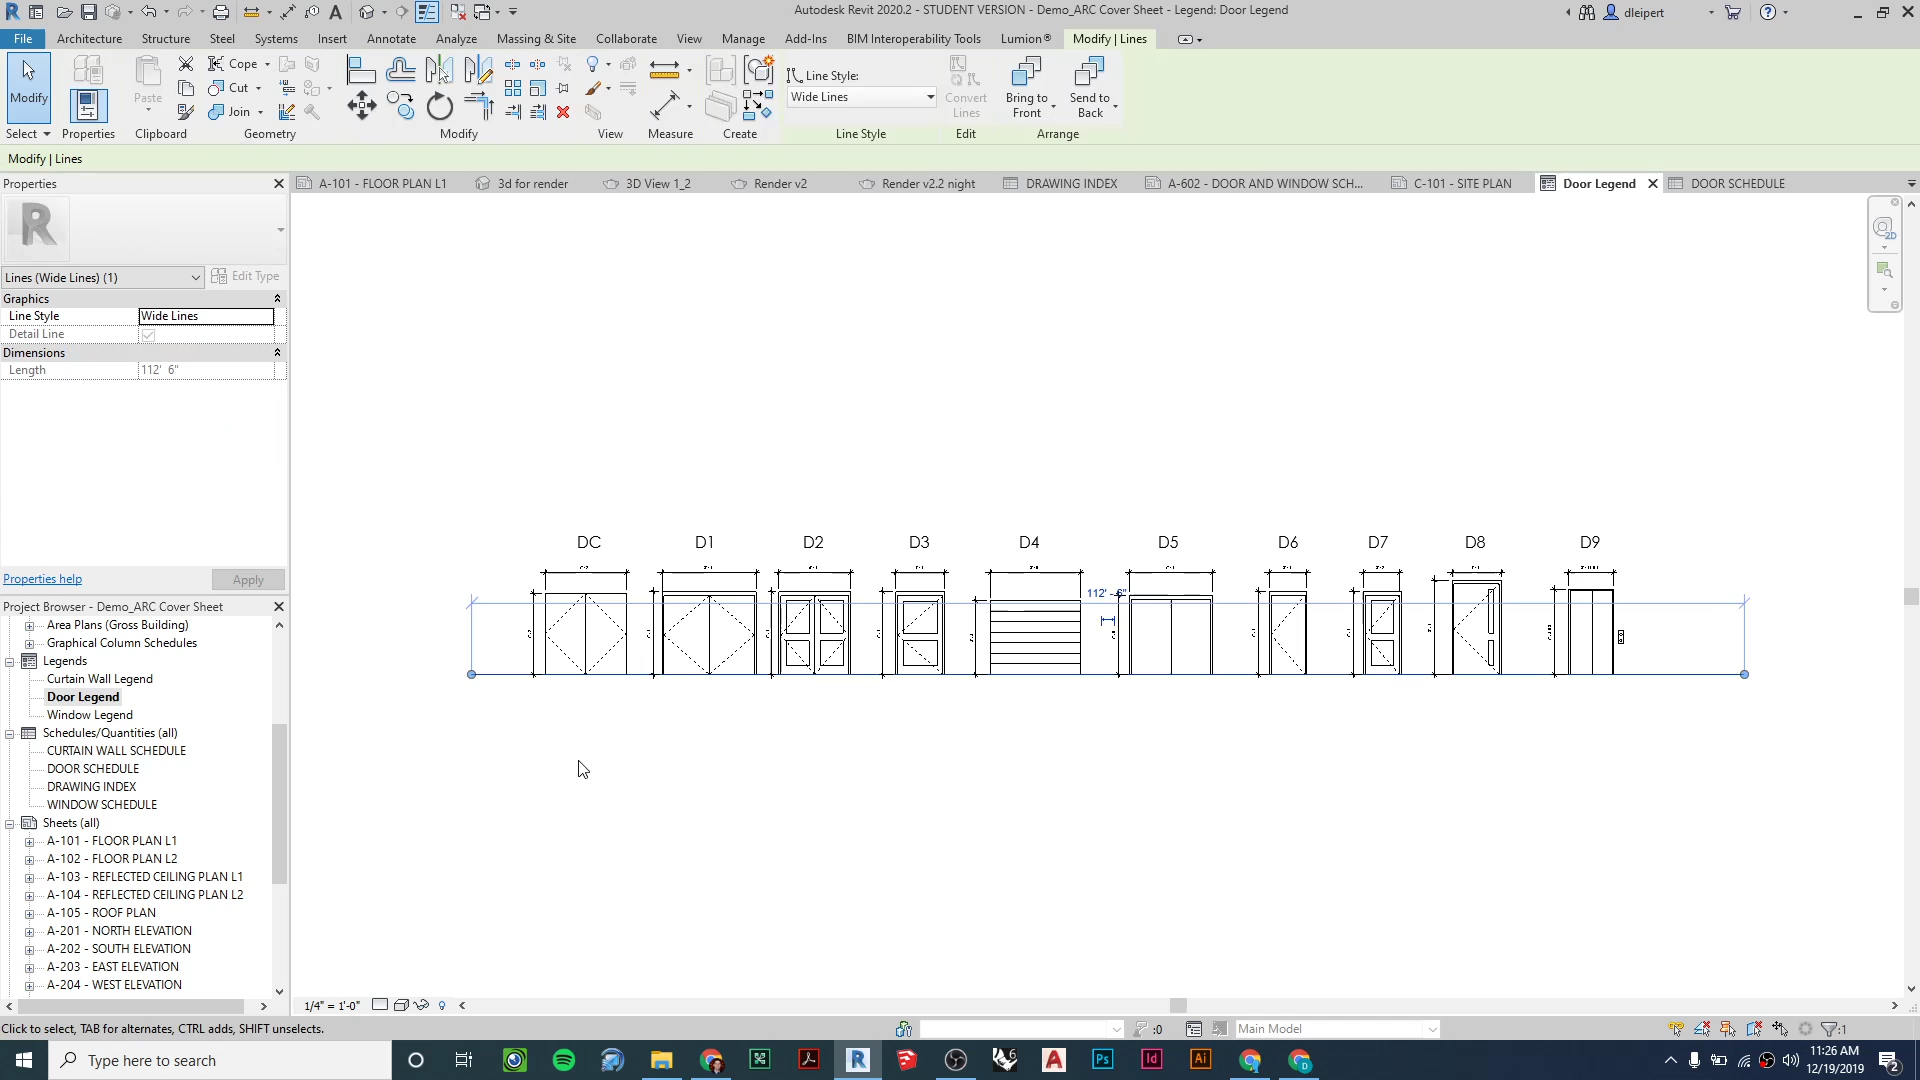 Autodesk Revit 2020.2 - STUDENT VERSION - Demo_ARC Cover Sheet - Legend: Door Legend
dleipert
File Architecture Structure Steel Systems Insert Annotate Analyze Massing & Site Collaborate View Manage Add-Ins BIM Interoperability Tools Lumion® Modify | Lines
Cope
Line Style:
Modify
Paste
Cut
Wide Lines
Convert Lines
Bring to Front
Send to Back
Join
Select Properties Clipboard Geometry Modify View Measure Create Line Style Edit Arrange
Modify | Lines
Properties
A-101 - FLOOR PLAN L1 3d for render 3D View 1_2 Render v2 Render v2.2 night DRAWING INDEX A-602 - DOOR AND WINDOW SCH... C-101 - SITE PLAN Door Legend DOOR SCHEDULE
2D
Lines (Wide Lines) (1) Edit Type
Graphics
Line Style Wide Lines
Detail Line
Dimensions
Length 112' 6"
DC D1 D2 D3 D4 D5 D6 D7 D8 D9
112' - 6"
Properties help Apply
Project Browser - Demo_ARC Cover Sheet
Area Plans (Gross Building)
Graphical Column Schedules
Legends
Curtain Wall Legend
Door Legend
Window Legend
Schedules/Quantities (all)
CURTAIN WALL SCHEDULE
DOOR SCHEDULE
DRAWING INDEX
WINDOW SCHEDULE
Sheets (all)
A-101 - FLOOR PLAN L1
A-102 - FLOOR PLAN L2
A-103 - REFLECTED CEILING PLAN L1
A-104 - REFLECTED CEILING PLAN L2
A-105 - ROOF PLAN
A-201 - NORTH ELEVATION
A-202 - SOUTH ELEVATION
A-203 - EAST ELEVATION
A-204 - WEST ELEVATION
1/4" = 1'-0"
Click to select, TAB for alternates, CTRL adds, SHIFT unselects.
:0
Main Model
:1
Type here to search
11:26 AM
12/19/2019
2